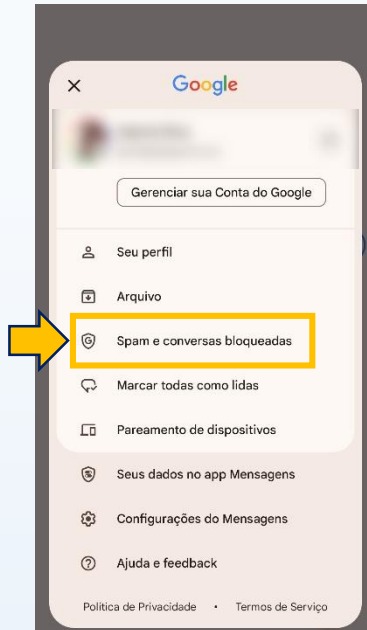 Google
Gerenciar sua Conta do Google
Seu perfil
Arquivo
Spam e conversas bloqueadas
Marcar todas como lidas
Pareamento de dispositivos
Seus dados no app Mensagens
Configurações do Mensagens
Ajuda e feedback
Política de Privacidade • Termos de Serviço